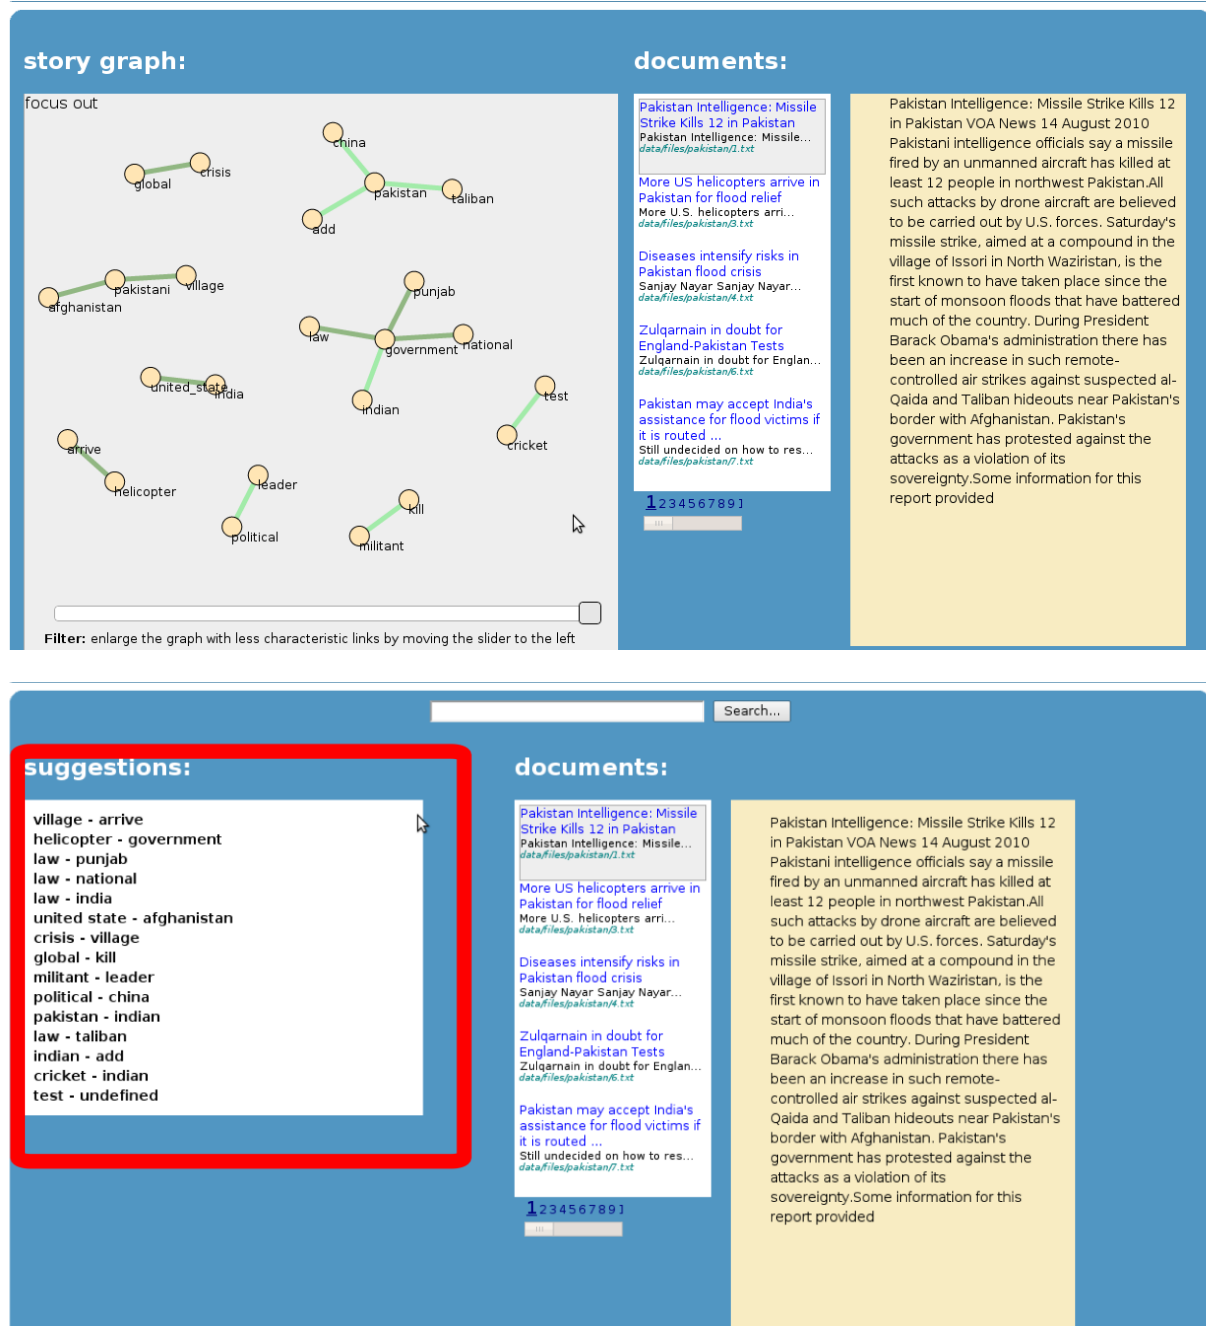 story graph:
focus out
china
crisis
global
pakistan
taliban
add
village
pakistani
afghanistan
punjab
law
government
national
united_state
india
indian
test
cricket
arrive
helicopter
leader
political
kill
militant
Filter: enlarge the graph with less characteristic links by moving the slider to the left
documents:
Pakistan Intelligence: Missile
Strike Kills 12 in Pakistan
Pakistan Intelligence: Missile...
data/files/pakistan/1.txt
More US helicopters arrive in
Pakistan for flood relief
More U.S. helicopters arri...
data/files/pakistan/3.txt
Diseases intensify risks in
Pakistan flood crisis
Sanjay Nayar Sanjay Nayar...
data/files/pakistan/4.txt
Zulqarnain in doubt for
England-Pakistan Tests
Zulqarnain in doubt for Englan...
data/files/pakistan/6.txt
Pakistan may accept India's
assistance for flood victims if
it is routed ...
Still undecided on how to res...
data/files/pakistan/7.txt
1 2 3 4 5 6 7 8 9
Pakistan Intelligence: Missile Strike Kills 12
in Pakistan VOA News 14 August 2010
Pakistani intelligence officials say a missile
fired by an unmanned aircraft has killed at
least 12 people in northwest Pakistan.All
such attacks by drone aircraft are believed
to be carried out by U.S. forces. Saturday's
missile strike, aimed at a compound in the
village of Issori in North Waziristan, is the
first known to have taken place since the
start of monsoon floods that have battered
much of the country. During President
Barack Obama's administration there has
been an increase in such remote-
controlled air strikes against suspected al-
Qaida and Taliban hideouts near Pakistan's
border with Afghanistan. Pakistan's
government has protested against the
attacks as a violation of its
sovereignty.Some information for this
report provided
Search...
suggestions:
village - arrive
helicopter - government
law - punjab
law - national
law - india
united state - afghanistan
crisis - village
global - kill
militant - leader
political - china
pakistan - indian
law - taliban
indian - add
cricket - indian
test - undefined
documents:
Pakistan Intelligence: Missile
Strike Kills 12 in Pakistan
Pakistan Intelligence: Missile...
data/files/pakistan/1.txt
More US helicopters arrive in
Pakistan for flood relief
More U.S. helicopters arri...
data/files/pakistan/3.txt
Diseases intensify risks in
Pakistan flood crisis
Sanjay Nayar Sanjay Nayar...
data/files/pakistan/4.txt
Zulqarnain in doubt for
England-Pakistan Tests
Zulqarnain in doubt for Englan...
data/files/pakistan/6.txt
Pakistan may accept India's
assistance for flood victims if
it is routed ...
Still undecided on how to res...
data/files/pakistan/7.txt
1 2 3 4 5 6 7 8 9
Pakistan Intelligence: Missile Strike Kills 12
in Pakistan VOA News 14 August 2010
Pakistani intelligence officials say a missile
fired by an unmanned aircraft has killed at
least 12 people in northwest Pakistan.All
such attacks by drone aircraft are believed
to be carried out by U.S. forces. Saturday's
missile strike, aimed at a compound in the
village of Issori in North Waziristan, is the
first known to have taken place since the
start of monsoon floods that have battered
much of the country. During President
Barack Obama's administration there has
been an increase in such remote-
controlled air strikes against suspected al-
Qaida and Taliban hideouts near Pakistan's
border with Afghanistan. Pakistan's
government has protested against the
attacks as a violation of its
sovereignty.Some information for this
report provided